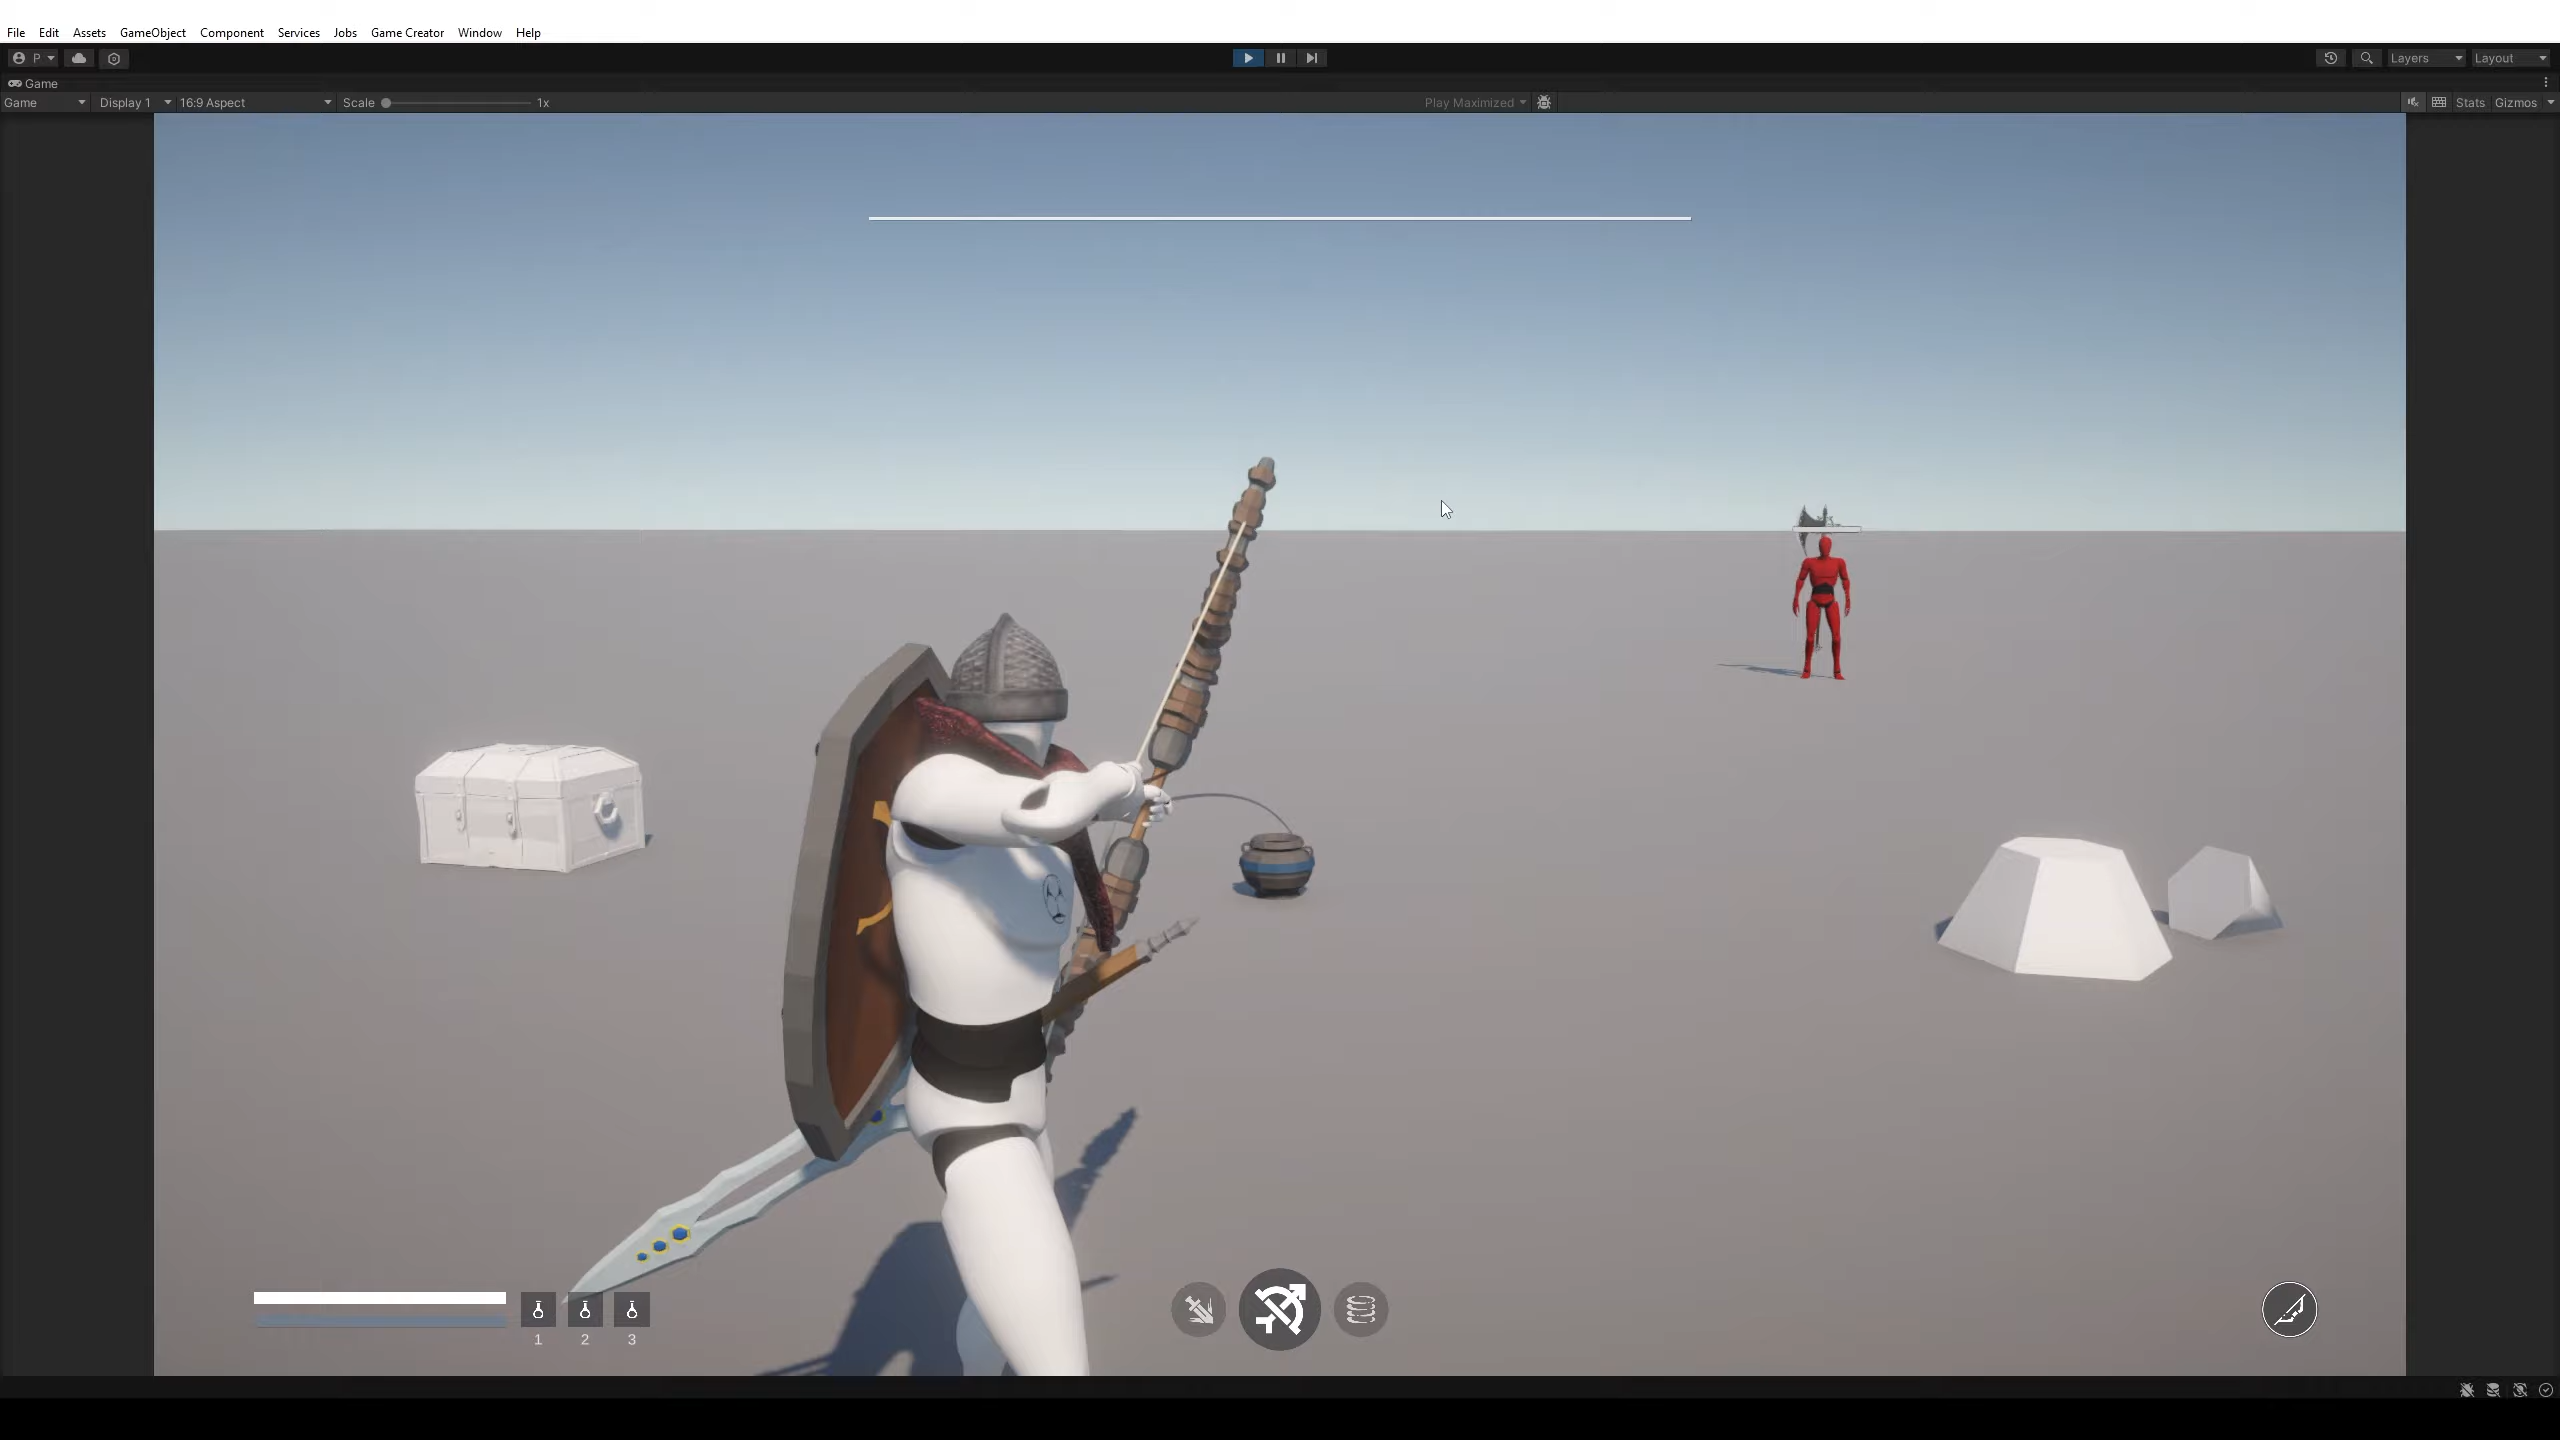 File Edit Assets GameObject Component Services Jobs Game Creator Window Help
P Layers Layout
Game
Game Display 1 16:9 Aspect Scale 1x Play Maximized Stats Gizmos
1 2 3